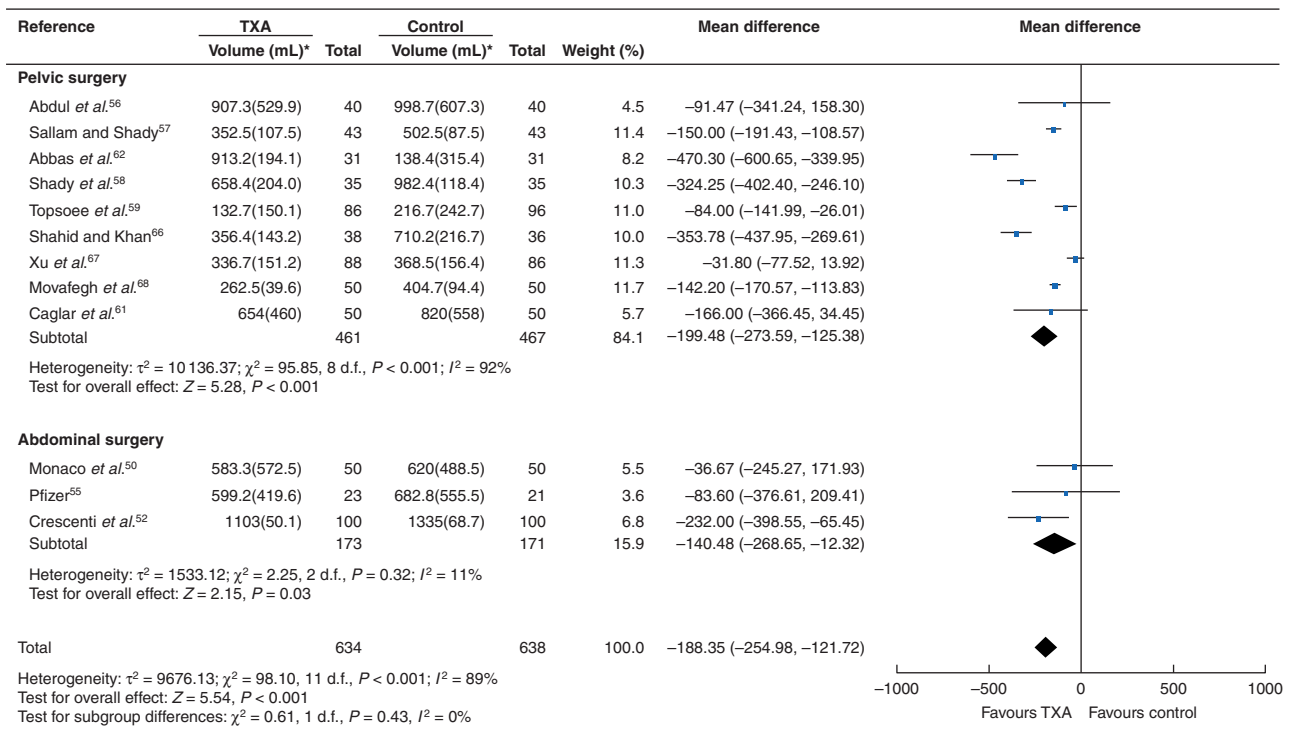 Reference TXA Control Mean difference Mean difference
Volume (mL)* Total Volume (mL)* Total Weight (%)
Pelvic surgery
Abdul et al.⁵⁶ 907.3(529.9) 40 998.7(607.3) 40 4.5 –91.47 (–341.24, 158.30)
Sallam and Shady⁵⁷ 352.5(107.5) 43 502.5(87.5) 43 11.4 –150.00 (–191.43, –108.57)
Abbas et al.⁶² 913.2(194.1) 31 138.4(315.4) 31 8.2 –470.30 (–600.65, –339.95)
Shady et al.⁵⁸ 658.4(204.0) 35 982.4(118.4) 35 10.3 –324.25 (–402.40, –246.10)
Topsoee et al.⁵⁹ 132.7(150.1) 86 216.7(242.7) 96 11.0 –84.00 (–141.99, –26.01)
Shahid and Khan⁶⁶ 356.4(143.2) 38 710.2(216.7) 36 10.0 –353.78 (–437.95, –269.61)
Xu et al.⁶⁷ 336.7(151.2) 88 368.5(156.4) 86 11.3 –31.80 (–77.52, 13.92)
Movafegh et al.⁶⁸ 262.5(39.6) 50 404.7(94.4) 50 11.7 –142.20 (–170.57, –113.83)
Caglar et al.⁶¹ 654(460) 50 820(558) 50 5.7 –166.00 (–366.45, 34.45)
Subtotal 461 467 84.1 –199.48 (–273.59, –125.38)
Heterogeneity: τ² = 10 136.37; χ² = 95.85, 8 d.f., P < 0.001; I² = 92%
Test for overall effect: Z = 5.28, P < 0.001
Abdominal surgery
Monaco et al.⁵⁰ 583.3(572.5) 50 620(488.5) 50 5.5 –36.67 (–245.27, 171.93)
Pfizer⁵⁵ 599.2(419.6) 23 682.8(555.5) 21 3.6 –83.60 (–376.61, 209.41)
Crescenti et al.⁵² 1103(50.1) 100 1335(68.7) 100 6.8 –232.00 (–398.55, –65.45)
Subtotal 173 171 15.9 –140.48 (–268.65, –12.32)
Heterogeneity: τ² = 1533.12; χ² = 2.25, 2 d.f., P = 0.32; I² = 11%
Test for overall effect: Z = 2.15, P = 0.03
Total 634 638 100.0 –188.35 (–254.98, –121.72)
Heterogeneity: τ² = 9676.13; χ² = 98.10, 11 d.f., P < 0.001; I² = 89%
Test for overall effect: Z = 5.54, P < 0.001
Test for subgroup differences: χ² = 0.61, 1 d.f., P = 0.43, I² = 0%
–1000 –500 0 500 1000
Favours TXA Favours control